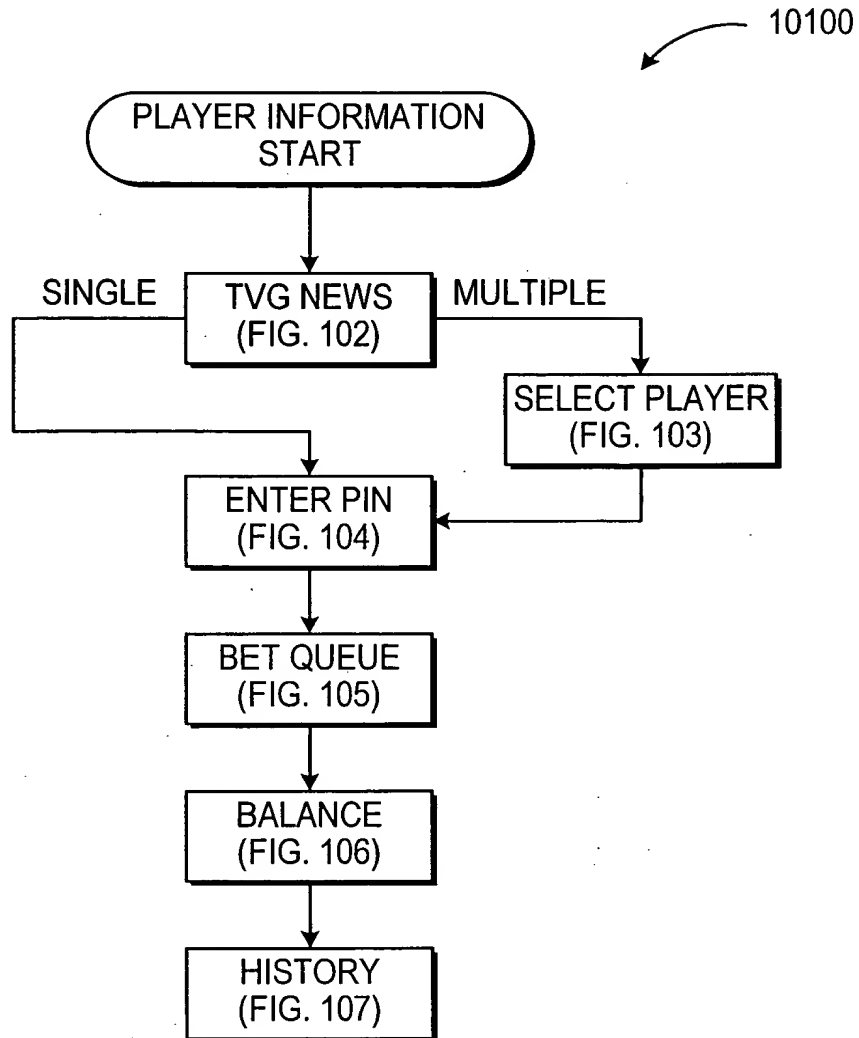 10100
PLAYER INFORMATION
START
SINGLE
TVG NEWS
(FIG. 102)
MULTIPLE
SELECT PLAYER
(FIG. 103)
ENTER PIN
(FIG. 104)
BET QUEUE
(FIG. 105)
BALANCE
(FIG. 106)
HISTORY
(FIG. 107)